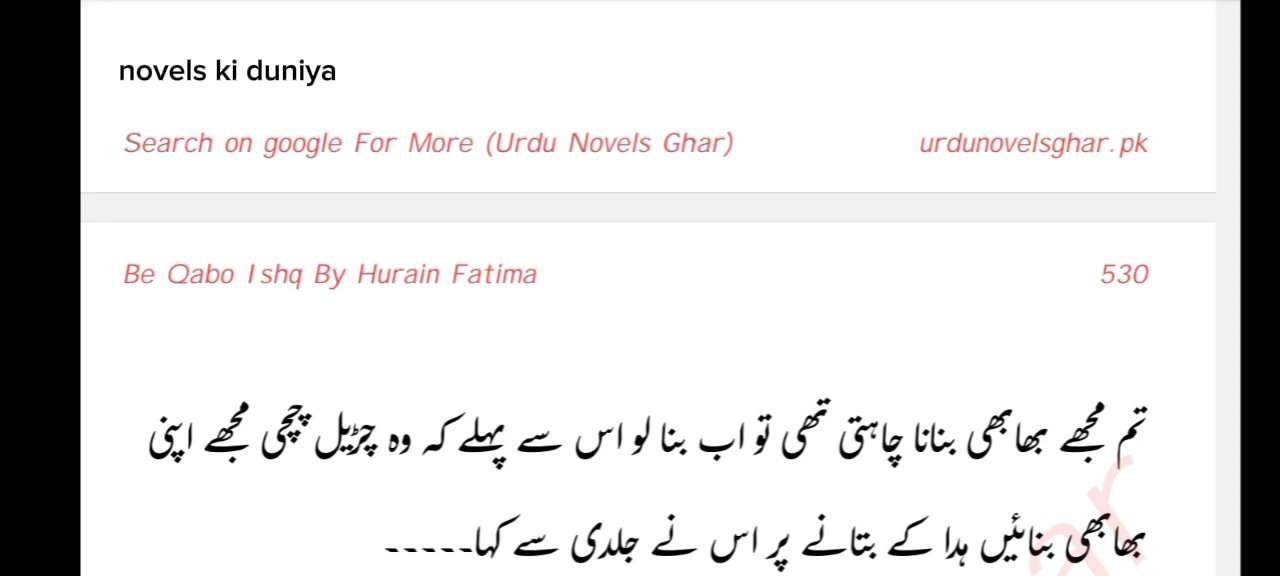 novels ki duniya
Search on google For More (Urdu Novels Ghar) urdunovelsghar.pk
Be Qabo Ishq By Hurain Fatima 530
تم مجھے بھابھی بنانا چاہتی تھی تو اب بنا لو اس سے پہلے کہ وہ چڑیل چچی مجھے اپنی
بھابھی بنائیں ہدا کے بتانے پر اس نے جلدی سے کہا-----
ar